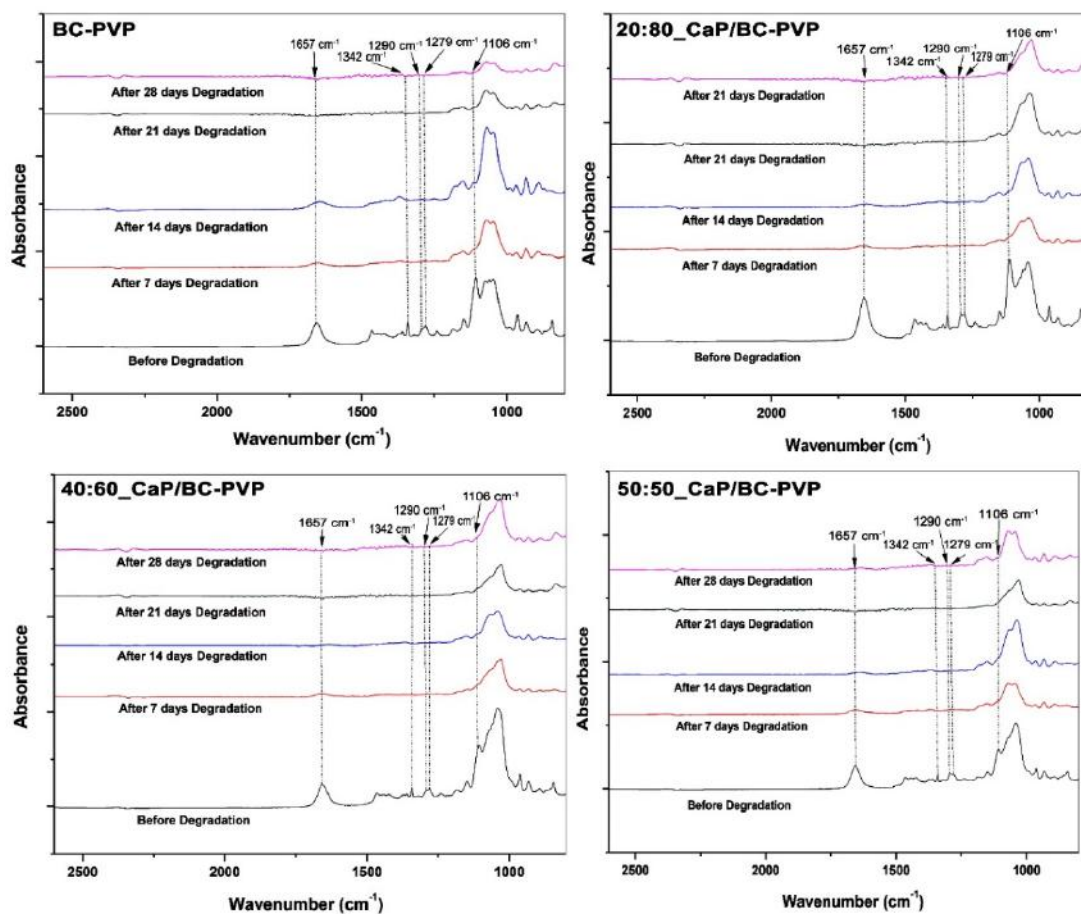 BC-PVP
1657 cm⁻¹
1342 cm⁻¹
1290 cm⁻¹
1279 cm⁻¹
1106 cm⁻¹
After 28 days Degradation
After 21 days Degradation
After 14 days Degradation
After 7 days Degradation
Before Degradation
Absorbance
2500 2000 1500 1000
Wavenumber (cm⁻¹)
20:80_CaP/BC-PVP
1657 cm⁻¹
1342 cm⁻¹
1290 cm⁻¹
1279 cm⁻¹
1106 cm⁻¹
After 21 days Degradation
After 21 days Degradation
After 14 days Degradation
After 7 days Degradation
Before Degradation
Absorbance
2500 2000 1500 1000
Wavenumber (cm⁻¹)
40:60_CaP/BC-PVP
1657 cm⁻¹
1342 cm⁻¹
1290 cm⁻¹
1279 cm⁻¹
1106 cm⁻¹
After 28 days Degradation
After 21 days Degradation
After 14 days Degradation
After 7 days Degradation
Before Degradation
Absorbance
2500 2000 1500 1000
Wavenumber (cm⁻¹)
50:50_CaP/BC-PVP
1657 cm⁻¹
1342 cm⁻¹
1290 cm⁻¹
1279 cm⁻¹
1106 cm⁻¹
After 28 days Degradation
After 21 days Degradation
After 14 days Degradation
After 7 days Degradation
Before Degradation
Absorbance
2500 2000 1500 1000
Wavenumber (cm⁻¹)